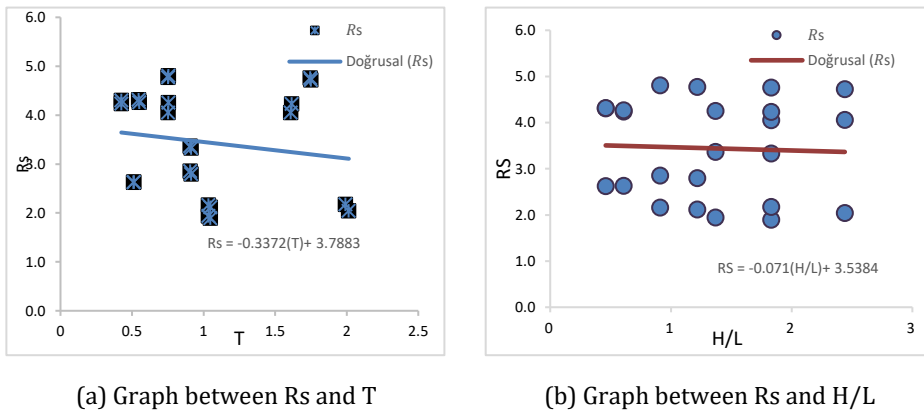 6.0
5.0
4.0
3.0
2.0
1.0
0.0
Rs
Rs
Doğrusal (Rs)
Rs = -0.3372(T)+ 3.7883
0
0.5
1
1.5
2
2.5
T
(a) Graph between Rs and T
6.0
5.0
4.0
3.0
2.0
1.0
0.0
RS
Rs
Doğrusal (Rs)
RS = -0.071(H/L)+ 3.5384
0
1
2
3
H/L
(b) Graph between Rs and H/L